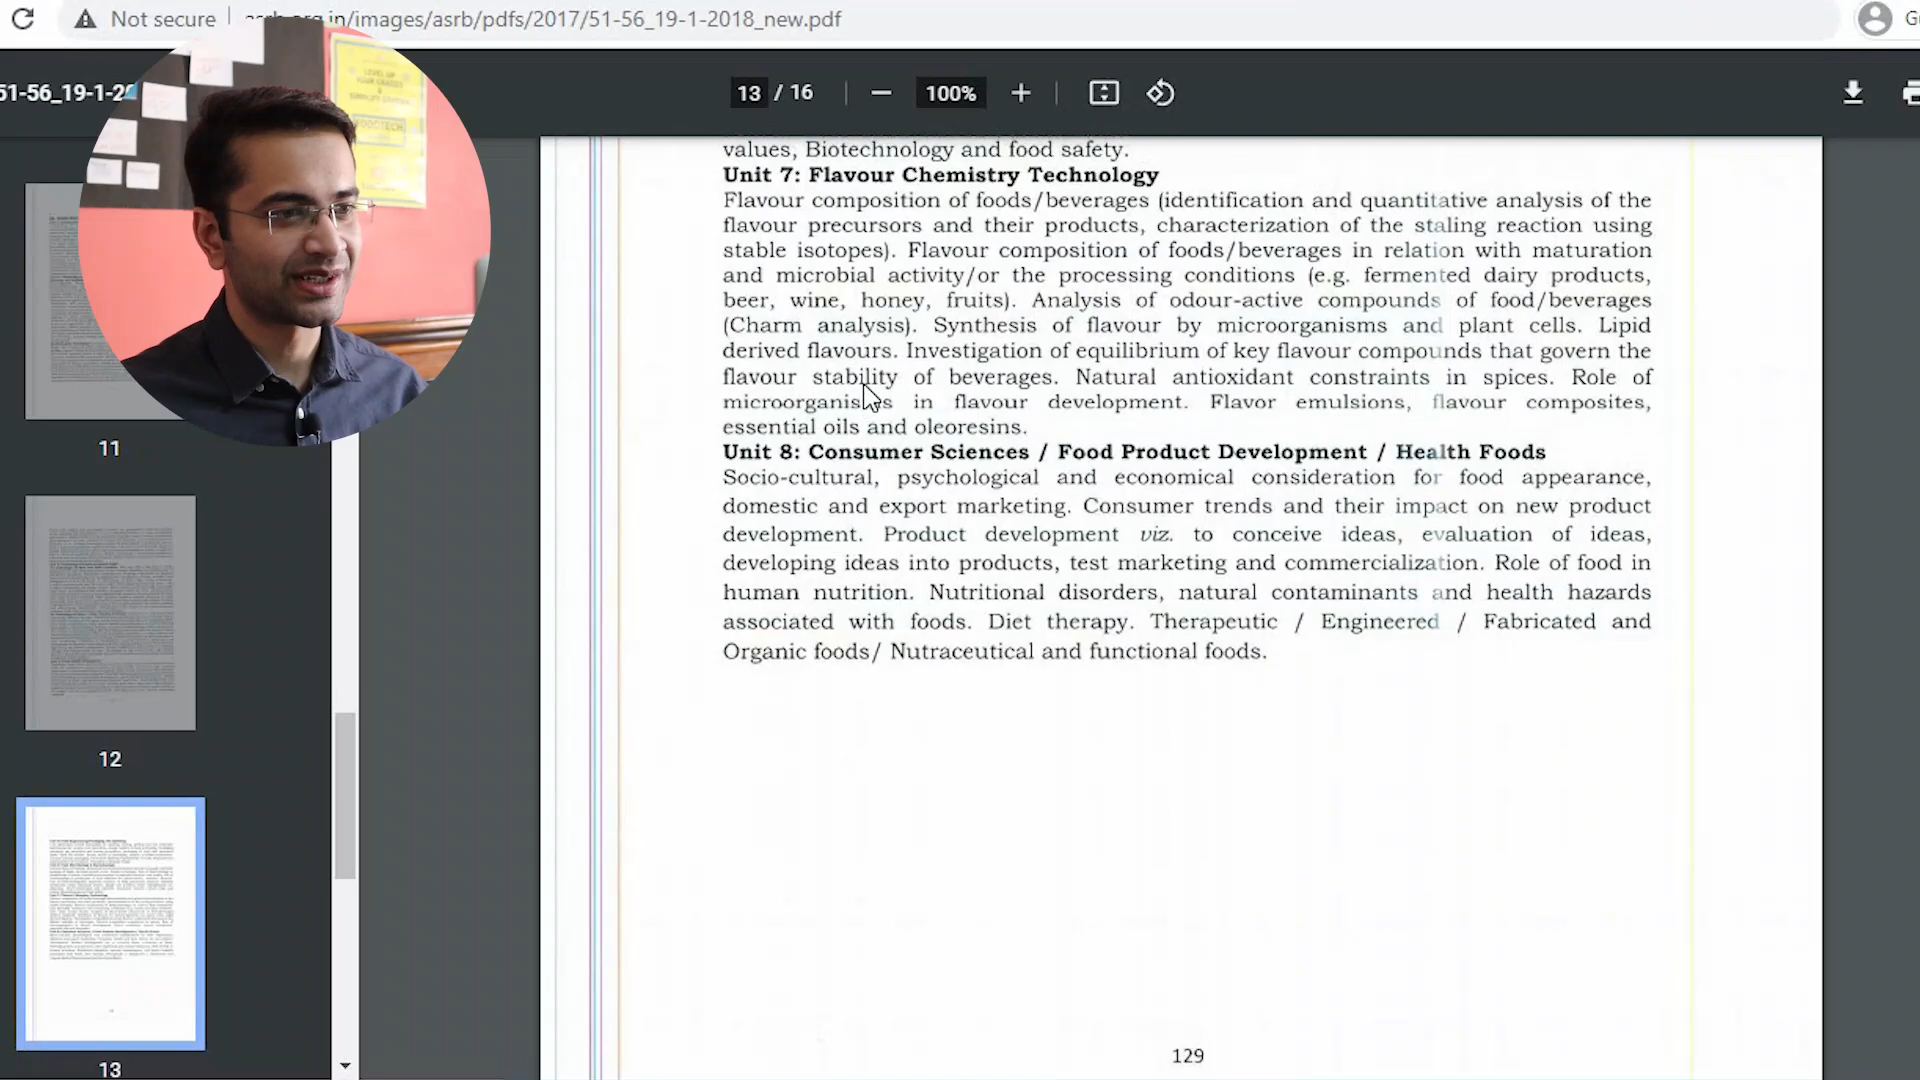 Not secure
asrb.org.in/images/asrb/pdfs/2017/51-56_19-1-2018_new.pdf
51-56_19-1-20
13 / 16
100%
LEVEL UP
YOUR GRADES
FOODTECH
values, Biotechnology and food safety.
Unit 7: Flavour Chemistry Technology
Flavour composition of foods/beverages (identification and quantitative analysis of the
flavour precursors and their products, characterization of the staling reaction using
stable isotopes). Flavour composition of foods/beverages in relation with maturation
and microbial activity/or the processing conditions (e.g. fermented dairy products,
beer, wine, honey, fruits). Analysis of odour-active compounds of food/beverages
(Charm analysis). Synthesis of flavour by microorganisms and plant cells. Lipid
derived flavours. Investigation of equilibrium of key flavour compounds that govern the
flavour stability of beverages. Natural antioxidant constraints in spices. Role of
microorganisms in flavour development. Flavor emulsions, flavour composites,
essential oils and oleoresins.
Unit 8: Consumer Sciences / Food Product Development / Health Foods
Socio-cultural, psychological and economical consideration for food appearance,
domestic and export marketing. Consumer trends and their impact on new product
development. Product development viz. to conceive ideas, evaluation of ideas,
developing ideas into products, test marketing and commercialization. Role of food in
human nutrition. Nutritional disorders, natural contaminants and health hazards
associated with foods. Diet therapy. Therapeutic / Engineered / Fabricated and
Organic foods/ Nutraceutical and functional foods.
129
11
12
13